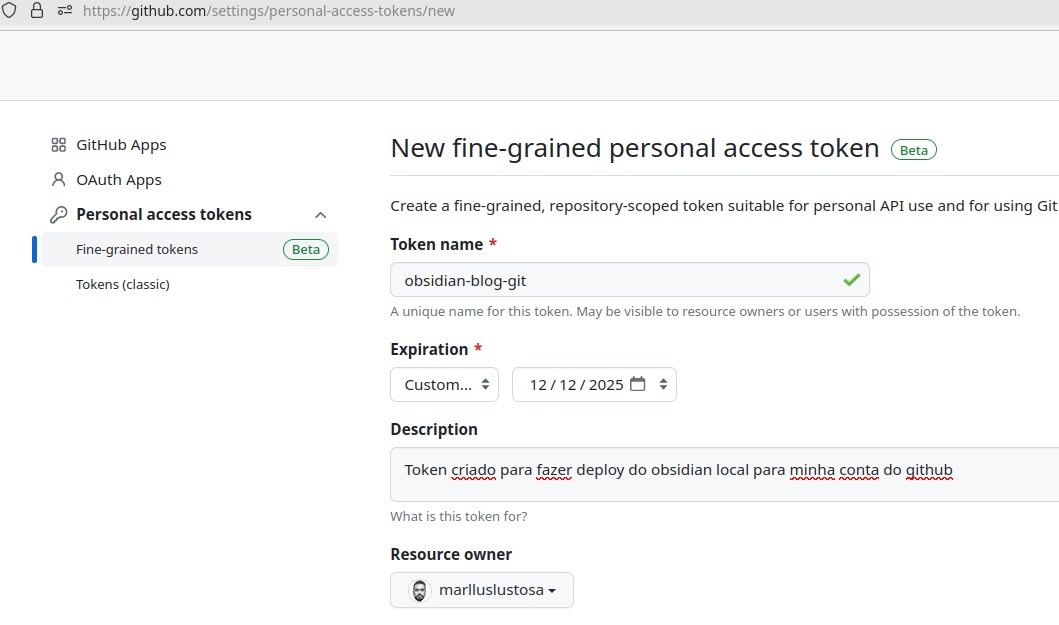 https://github.com/settings/personal-access-tokens/new
GitHub Apps
OAuth Apps
Personal access tokens
Fine-grained tokens Beta
Tokens (classic)
New fine-grained personal access token Beta
Create a fine-grained, repository-scoped token suitable for personal API use and for using Git
Token name *
obsidian-blog-git
A unique name for this token. May be visible to resource owners or users with possession of the token.
Expiration *
Custom... 12 / 12 / 2025
Description
Token criado para fazer deploy do obsidian local para minha conta do github
What is this token for?
Resource owner
marlluslustosa